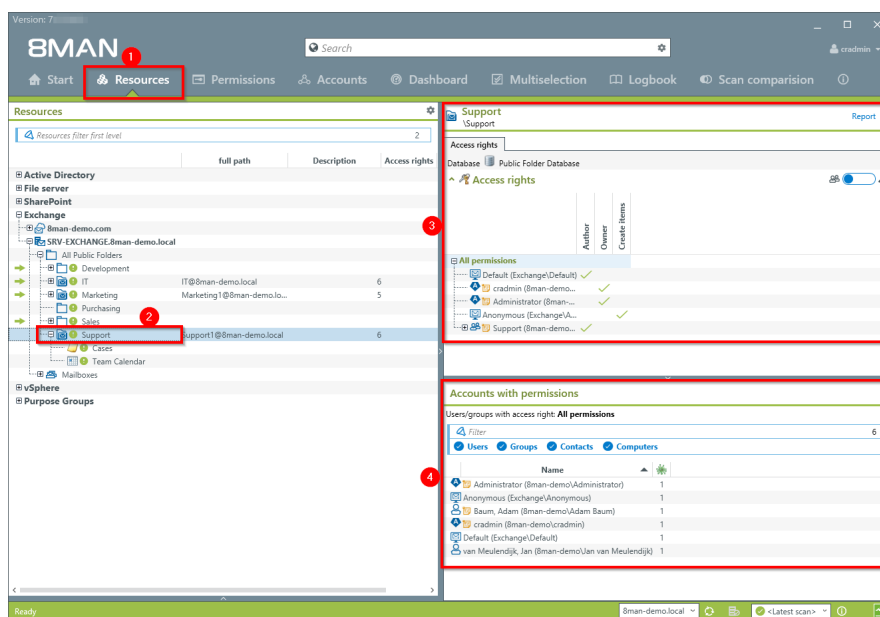 Version: 7
8MAN
1
Search
cradmin
Start
Resources
Permissions
Accounts
Dashboard
Multiselection
Logbook
Scan comparision
Resources
Resources filter first level
2
full path
Description
Access rights
Active Directory
File server
SharePoint
Exchange
8man-demo.com
SRV-EXCHANGE.8man-demo.local
All Public Folders
Development
IT IT@8man-demo.local 6
Marketing Marketing1@8man-demo.lo... 5
Purchasing
Sales
2
Support Support1@8man-demo.local 6
Cases
Team Calendar
Mailboxes
vSphere
Purpose Groups
Support
\Support
Report
Access rights
Database Public Folder Database
Access rights
3
Author
Owner
Create items
All permissions
Default (Exchange\Default)
cradmin (8man-demo...
Administrator (8man-...
Anonymous (Exchange\A...
Support (8man-demo...
Accounts with permissions
Users/groups with access right: All permissions
Filter
6
Users Groups Contacts Computers
Name
4
Administrator (8man-demo\Administrator) 1
Anonymous (Exchange\Anonymous) 1
Baum, Adam (8man-demo\Adam Baum) 1
cradmin (8man-demo\cradmin) 1
Default (Exchange\Default) 1
van Meulendijk, Jan (8man-demo\Jan van Meulendijk) 1
Ready
8man-demo.local
<Latest scan>